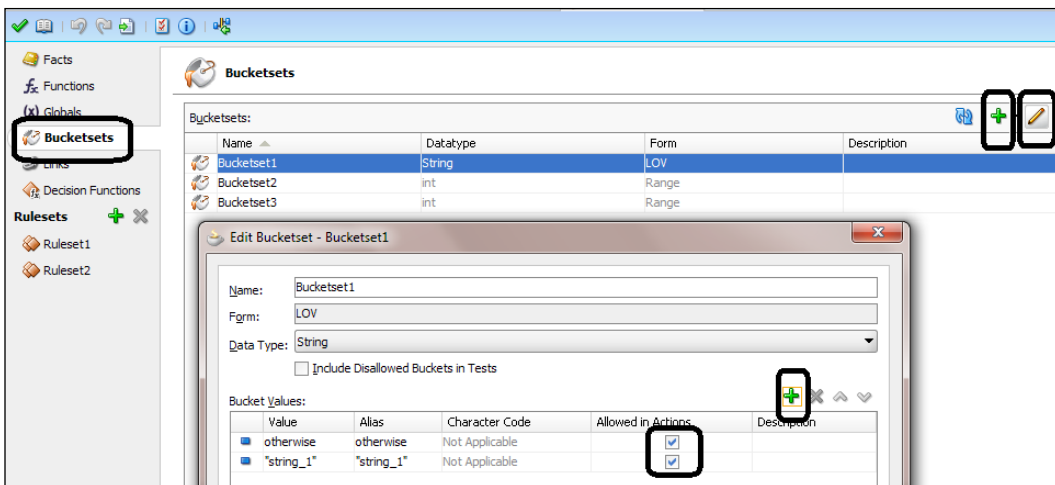 Facts
fx Functions
(x) Globals
Bucketsets
Links
Decision Functions
Rulesets
Ruleset1
Ruleset2
Bucketsets
Bucketsets:
Name Datatype Form Description
Bucketset1 String LOV
Bucketset2 int Range
Bucketset3 int Range
Edit Bucketset - Bucketset1
Name: Bucketset1
Form: LOV
Data Type: String
Include Disallowed Buckets in Tests
Bucket Values:
Value Alias Character Code Allowed in Actions Description
otherwise otherwise Not Applicable
"string_1" "string_1" Not Applicable